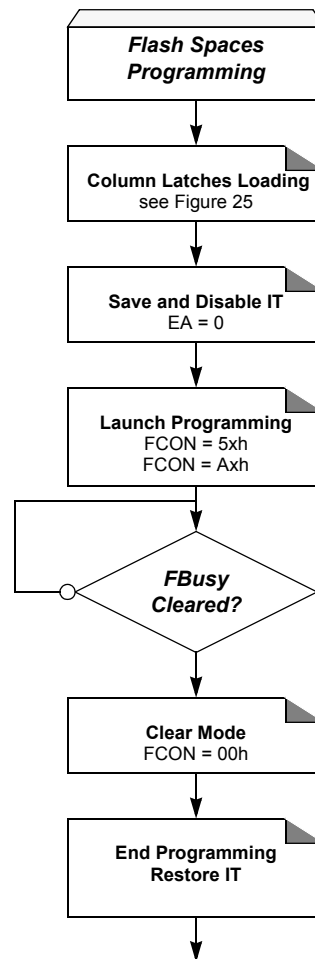 Flash Spaces
Programming
Column Latches Loading
see Figure 25
Save and Disable IT
EA = 0
Launch Programming
FCON = 5xh
FCON = Axh
FBusy
Cleared?
Clear Mode
FCON = 00h
End Programming
Restore IT